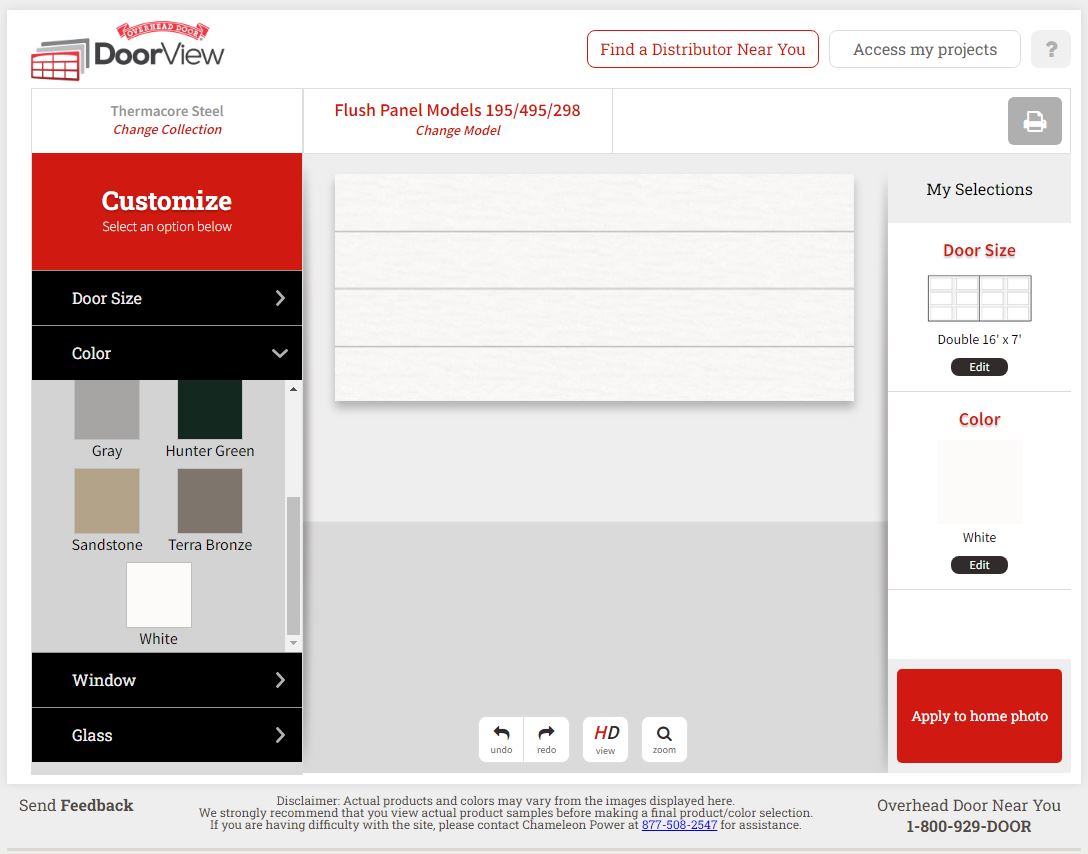 OVERHEAD DOOR
DoorView
Find a Distributor Near You
Access my projects
?
Thermacore Steel
Change Collection
Flush Panel Models 195/495/298
Change Model
Customize
Select an option below
Door Size
Color
Gray
Hunter Green
Sandstone
Terra Bronze
White
Window
Glass
undo
redo
HD
view
zoom
My Selections
Door Size
Double 16' x 7'
Edit
Color
White
Edit
Apply to home photo
Send Feedback
Disclaimer: Actual products and colors may vary from the images displayed here.
We strongly recommend that you view actual product samples before making a final product/color selection.
If you are having difficulty with the site, please contact Chameleon Power at 877-508-2547 for assistance.
Overhead Door Near You
1-800-929-DOOR